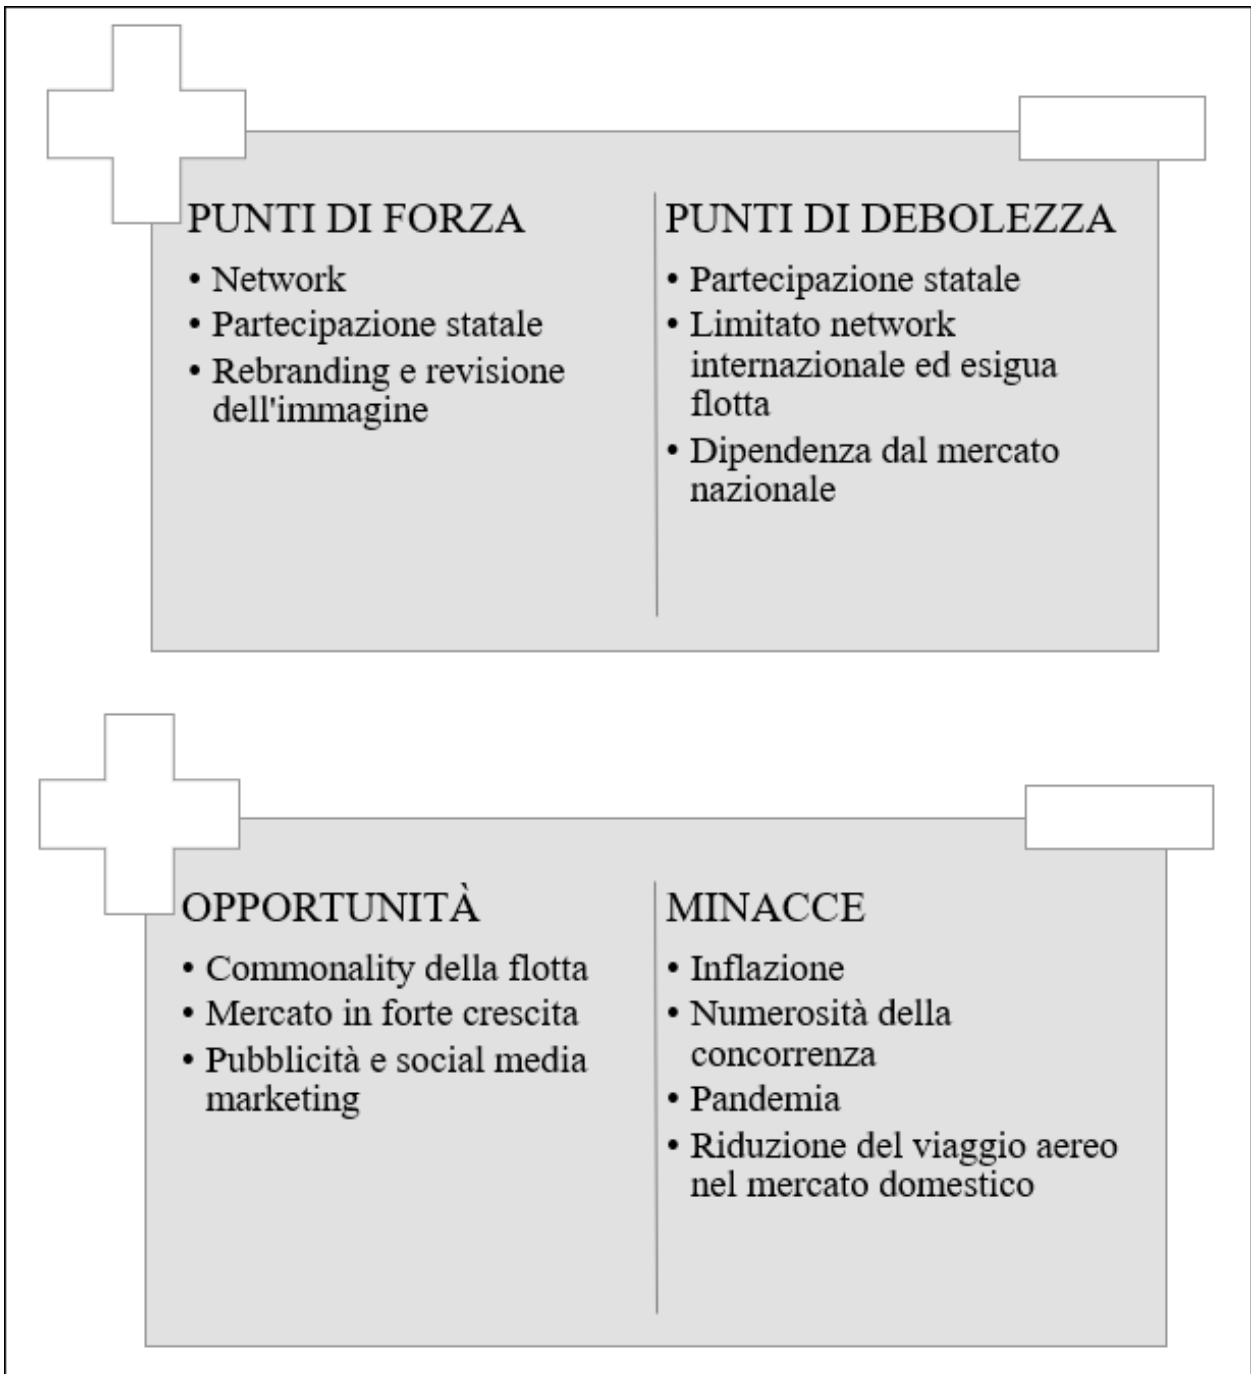 PUNTI DI FORZA
• Network
• Partecipazione statale
• Rebranding e revisione
dell'immagine
PUNTI DI DEBOLEZZA
• Partecipazione statale
• Limitato network
internazionale ed esigua
flotta
• Dipendenza dal mercato
nazionale
OPPORTUNITÀ
• Commonality della flotta
• Mercato in forte crescita
• Pubblicità e social media
marketing
MINACCE
• Inflazione
• Numerosità della
concorrenza
• Pandemia
• Riduzione del viaggio aereo
nel mercato domestico